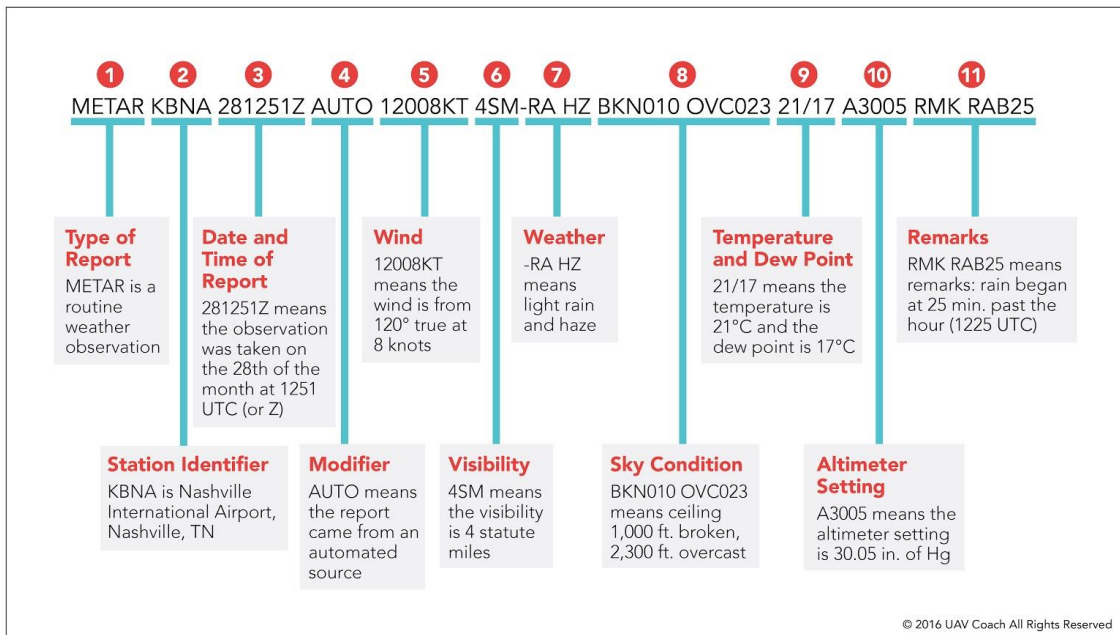 1 2 3 4 5 6 7 8 9 10 11
METAR KBNA 281251Z AUTO 12008KT 4SM-RA HZ BKN010 OVC023 21/17 A3005 RMK RAB25
Type of
Report
METAR is a
routine
weather
observation
Date and
Time of
Report
281251Z means
the observation
was taken on
the 28th of the
month at 1251
UTC (or Z)
Wind
12008KT
means the
wind is from
120° true at
8 knots
Weather
-RA HZ
means
light rain
and haze
Temperature
and Dew Point
21/17 means the
temperature is
21°C and the
dew point is 17°C
Remarks
RMK RAB25 means
remarks: rain began
at 25 min. past the
hour (1225 UTC)
Station Identifier
KBNA is Nashville
International Airport,
Nashville, TN
Modifier
AUTO means
the report
came from an
automated
source
Visibility
4SM means
the visibility
is 4 statute
miles
Sky Condition
BKN010 OVC023
means ceiling
1,000 ft. broken,
2,300 ft. overcast
Altimeter
Setting
A3005 means the
altimeter setting
is 30.05 in. of Hg
© 2016 UAV Coach All Rights Reserved